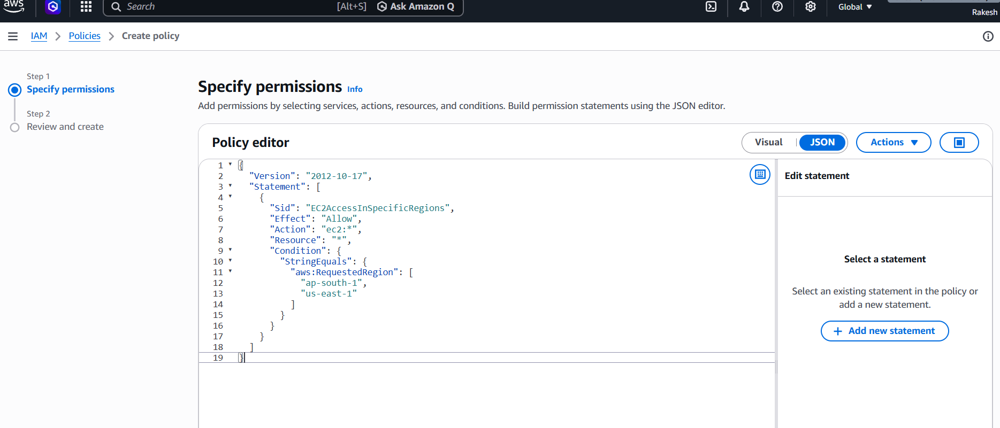 aws
Search [Alt+S] Ask Amazon Q
Global
Rakesh
IAM Policies Create policy
Step 1
Specify permissions
Step 2
Review and create
Specify permissions Info
Add permissions by selecting services, actions, resources, and conditions. Build permission statements using the JSON editor.
Policy editor
Visual JSON Actions
1 {
2 "Version": "2012-10-17",
3 "Statement": [
4 {
5 "Sid": "EC2AccessInSpecificRegions",
6 "Effect": "Allow",
7 "Action": "ec2:*",
8 "Resource": "*",
9 "Condition": {
10 "StringEquals": {
11 "aws:RequestedRegion": [
12 "ap-south-1",
13 "us-east-1"
14 ]
15 }
16 }
17 }
18 ]
19 }
Edit statement
Select a statement
Select an existing statement in the policy or
add a new statement.
+ Add new statement